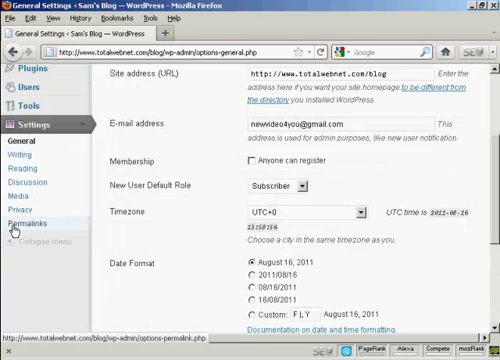 General Settings ‹ Sam's Blog — WordPress - Mozilla Firefox
File Edit View History Bookmarks Tools Help
General Settings ‹ Sam's Blog — WordPress
http://www.totalwebnet.com/blog/wp-admin/options-general.php
Google
Plugins
Users
Tools
Settings
General
Writing
Reading
Discussion
Media
Privacy
Permalinks
Collapse menu
Site address (URL) http://www.totalwebnet.com/blog Enter the
address here if you want your site homepage to be different from
the directory you installed WordPress.
E-mail address newvideo4you@gmail.com This
address is used for admin purposes, like new user notification.
Membership Anyone can register
New User Default Role Subscriber
Timezone UTC+0 UTC time is 2011-08-16
13:58:56
Choose a city in the same timezone as you.
Date Format August 16, 2011
2011/08/16
08/16/2011
16/08/2011
Custom: F j, Y August 16, 2011
Documentation on date and time formatting.
http://www.totalwebnet.com/blog/wp-admin/options-permalink.php
PageRank Alexa Compete mozRank